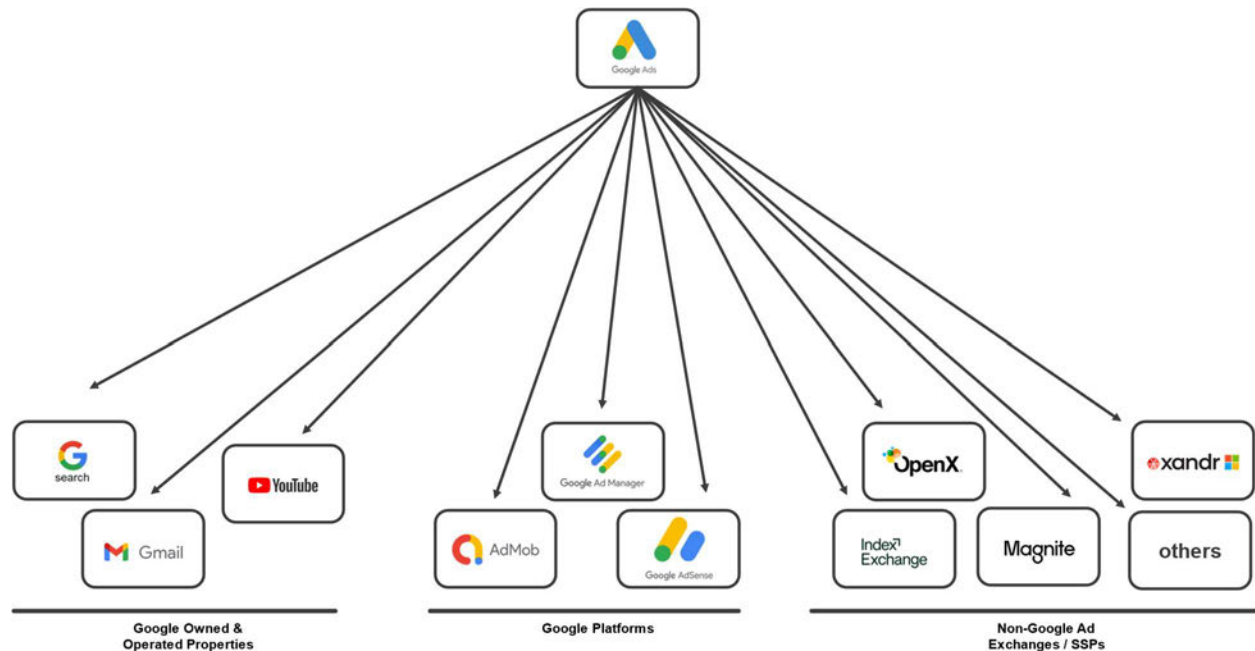 Google Ads
search
YouTube
Gmail
Google Ad Manager
AdMob
Google AdSense
OpenX
xandr
Index
Exchange
Magnite
others
Google Owned &
Operated Properties
Google Platforms
Non-Google Ad
Exchanges / SSPs